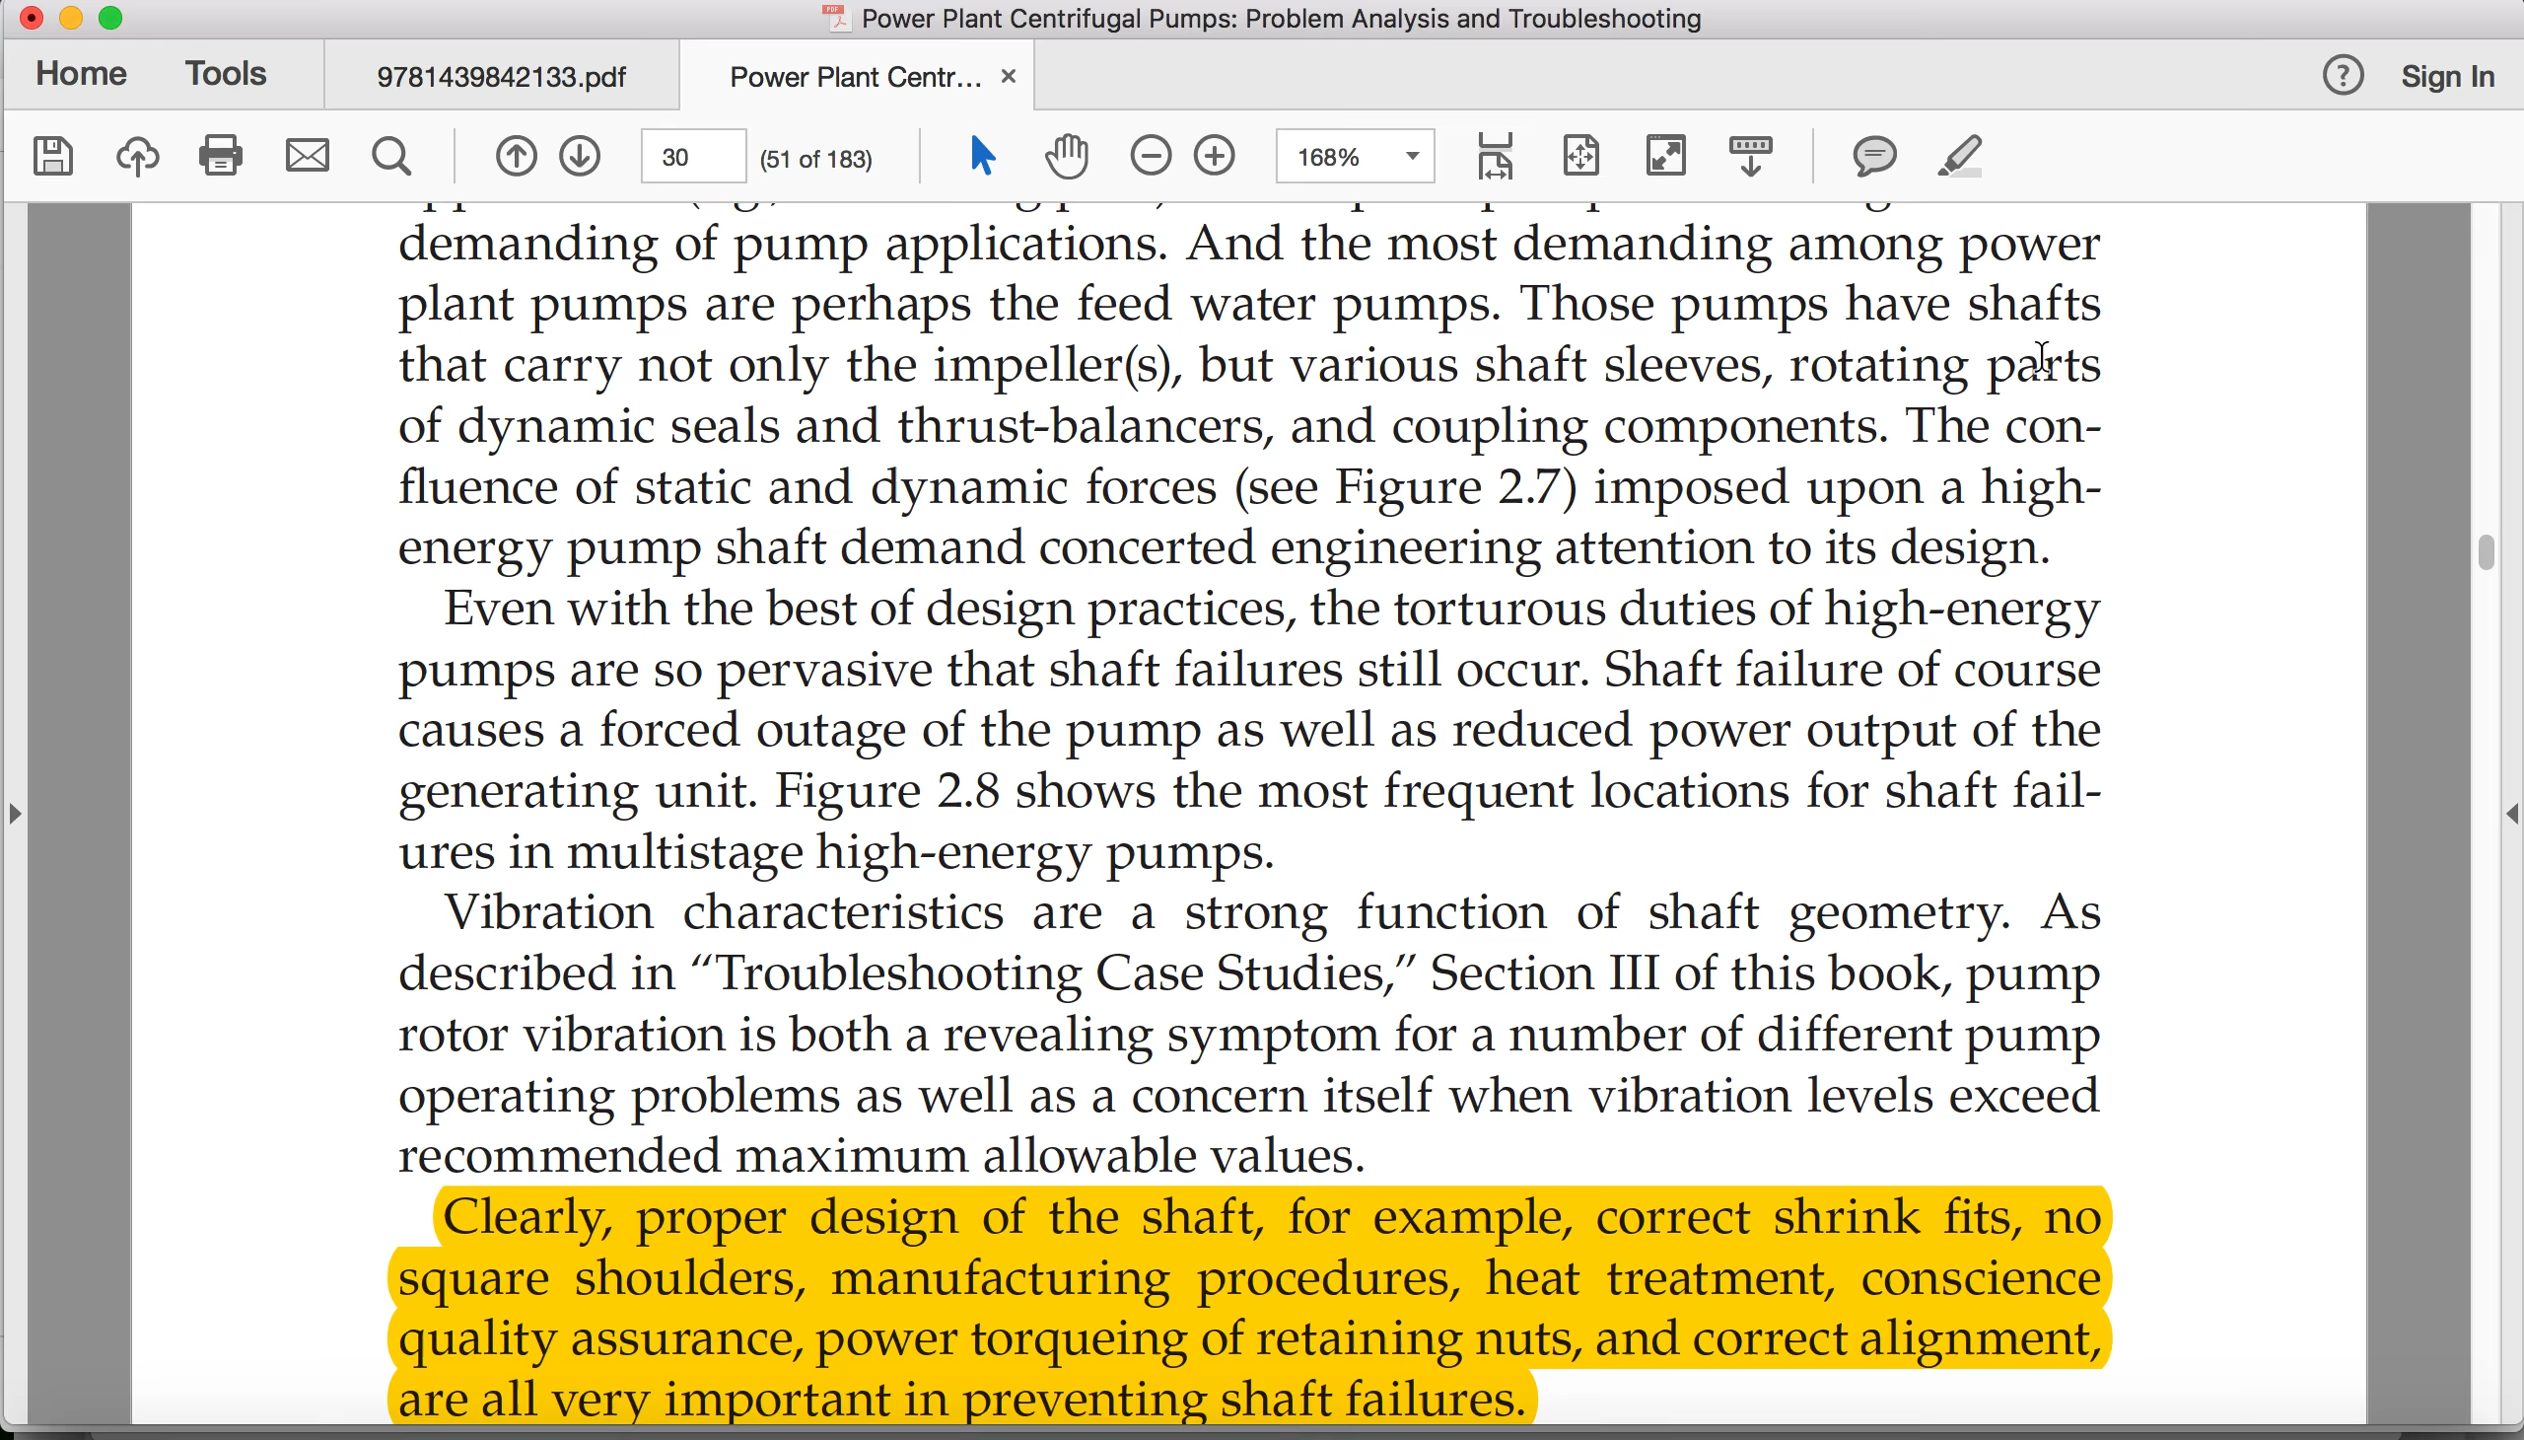 Power Plant Centrifugal Pumps: Problem Analysis and Troubleshooting
Home
Tools
9781439842133.pdf
Power Plant Centr... ×
? Sign In
30
(51 of 183)
168%
demanding of pump applications. And the most demanding among power
plant pumps are perhaps the feed water pumps. Those pumps have shafts
that carry not only the impeller(s), but various shaft sleeves, rotating parts
of dynamic seals and thrust-balancers, and coupling components. The con-
fluence of static and dynamic forces (see Figure 2.7) imposed upon a high-
energy pump shaft demand concerted engineering attention to its design.
Even with the best of design practices, the torturous duties of high-energy
pumps are so pervasive that shaft failures still occur. Shaft failure of course
causes a forced outage of the pump as well as reduced power output of the
generating unit. Figure 2.8 shows the most frequent locations for shaft fail-
ures in multistage high-energy pumps.
Vibration characteristics are a strong function of shaft geometry. As
described in “Troubleshooting Case Studies,” Section III of this book, pump
rotor vibration is both a revealing symptom for a number of different pump
operating problems as well as a concern itself when vibration levels exceed
recommended maximum allowable values.
Clearly, proper design of the shaft, for example, correct shrink fits, no
square shoulders, manufacturing procedures, heat treatment, conscience
quality assurance, power torqueing of retaining nuts, and correct alignment,
are all very important in preventing shaft failures.